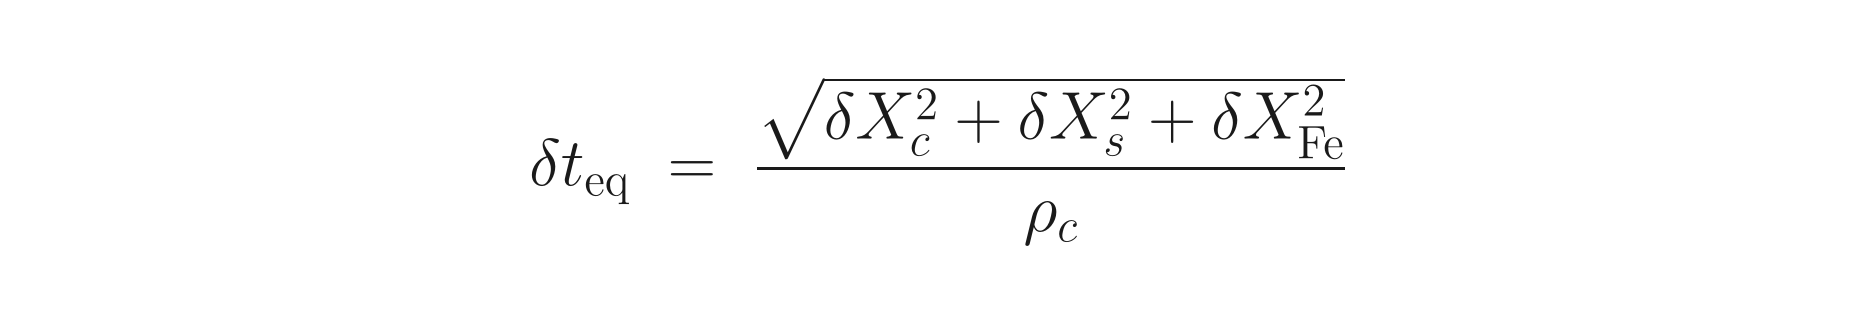 δt_eq = √(δX_c^2 + δX_s^2 + δX_Fe^2) / ρ_c